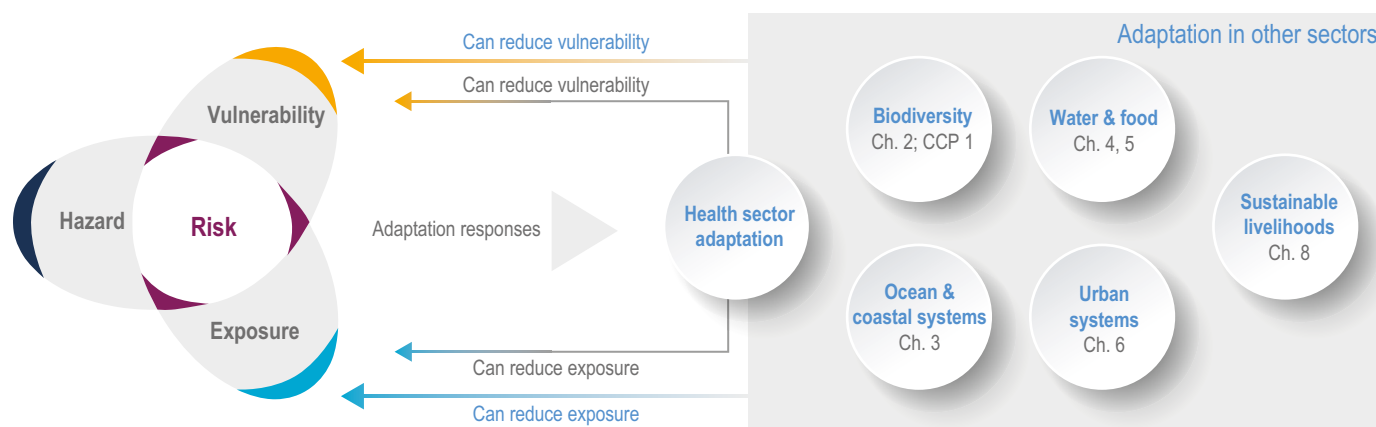 Can reduce vulnerability
Can reduce vulnerability
Adaptation in other sectors
Vulnerability
Hazard
Risk
Exposure
Adaptation responses
Health sector
adaptation
Biodiversity
Ch. 2; CCP 1
Water & food
Ch. 4, 5
Sustainable
livelihoods
Ch. 8
Ocean &
coastal systems
Ch. 3
Urban
systems
Ch. 6
Can reduce exposure
Can reduce exposure